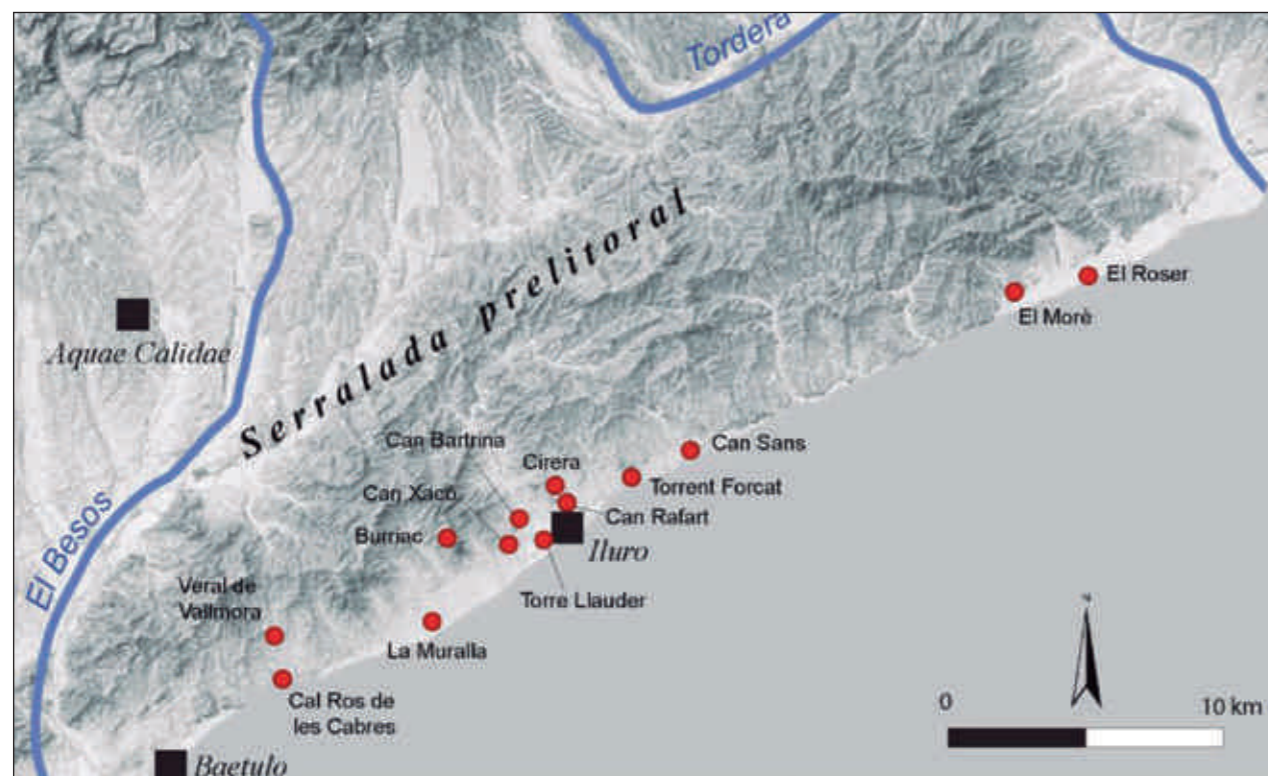 Tordera
El Roser
El Morè
Aquae Calidae
Serralada prelitoral
Can Bartrina
Can Sans
Cirera
Can Xacó
Torrent Forcat
Can Rafart
Burriac
Iluro
El Besos
Veral de
Vallmora
Torre Llauder
La Muralla
Cal Ros de
les Cabres
0
10 km
Baetulo